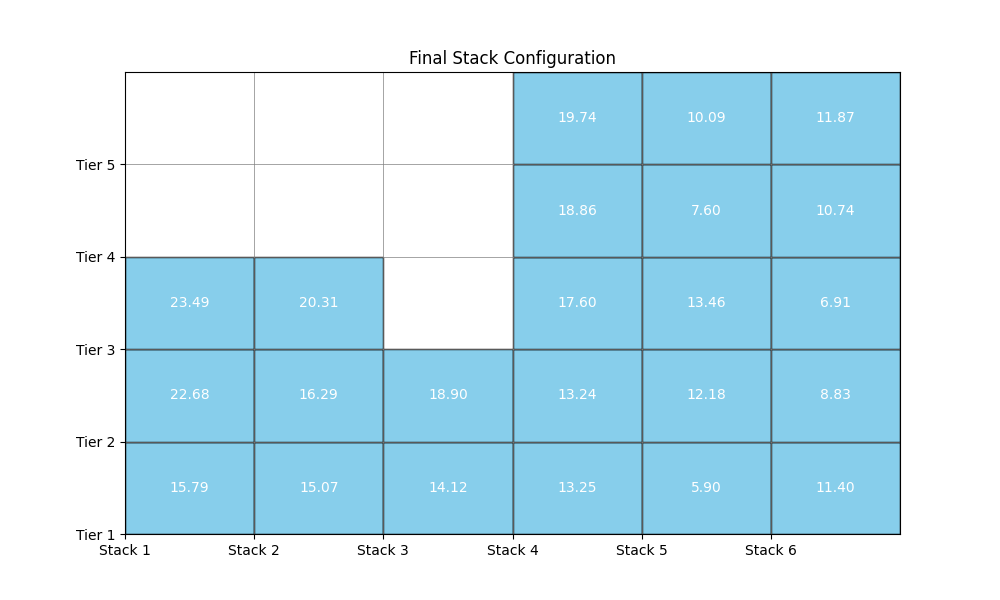 Final Stack Configuration
19.74 10.09 11.87
Tier 5
18.86 7.60 10.74
Tier 4
23.49 20.31 17.60 13.46 6.91
Tier 3
22.68 16.29 18.90 13.24 12.18 8.83
Tier 2
15.79 15.07 14.12 13.25 5.90 11.40
Tier 1
Stack 1 Stack 2 Stack 3 Stack 4 Stack 5 Stack 6